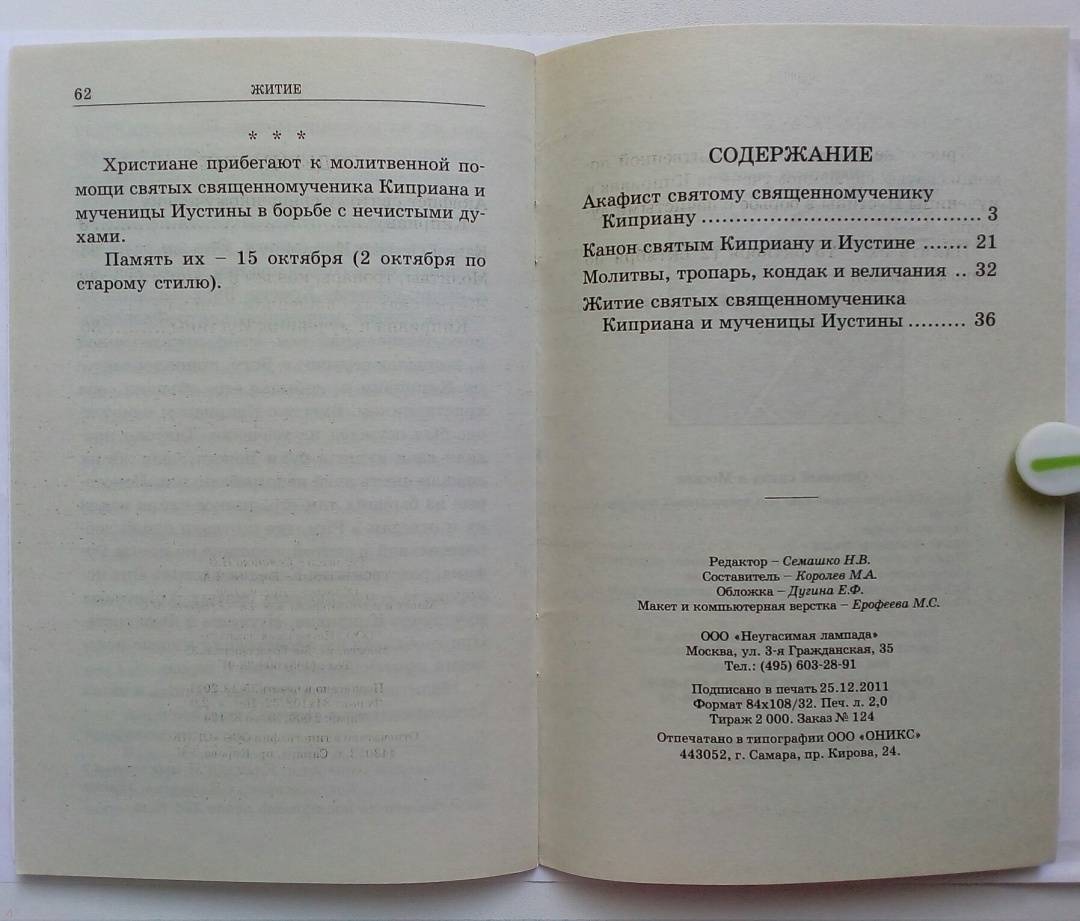 62
ЖИТИЕ
* * *
Христиане прибегают к молитвенной по-
мощи святых священномученика Киприана и
мученицы Иустины в борьбе с нечистыми ду-
хами.
Память их – 15 октября (2 октября по
старому стилю).
СОДЕРЖАНИЕ
Акафист святому священномученику
Киприану ........................................ 3
Канон святым Киприану и Иустине ....... 21
Молитвы, тропарь, кондак и величания .. 32
Житие святых священномученика
Киприана и мученицы Иустины ......... 36
Редактор – Семашко Н.В.
Составитель – Королев М.А.
Обложка – Дугина Е.Ф.
Макет и компьютерная верстка – Ерофеева М.С.
ООО «Неугасимая лампада»
Москва, ул. 3-я Гражданская, 35
Тел.: (495) 603-28-91
Подписано в печать 25.12.2011
Формат 84х108/32. Печ. л. 2,0
Тираж 2 000. Заказ № 124
Отпечатано в типографии ООО «ОНИКС»
443052, г. Самара, пр. Кирова, 24.